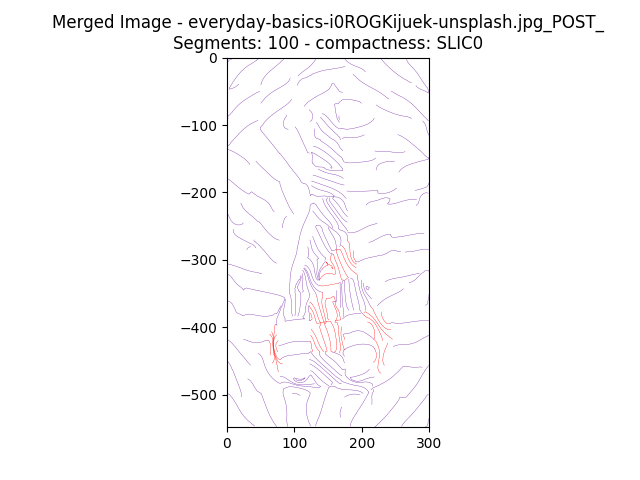 Merged Image - everyday-basics-i0ROGKijuek-unsplash.jpg_POST_
Segments: 100 - compactness: SLIC0
0
−100
−200
−300
−400
−500
0 100 200 300